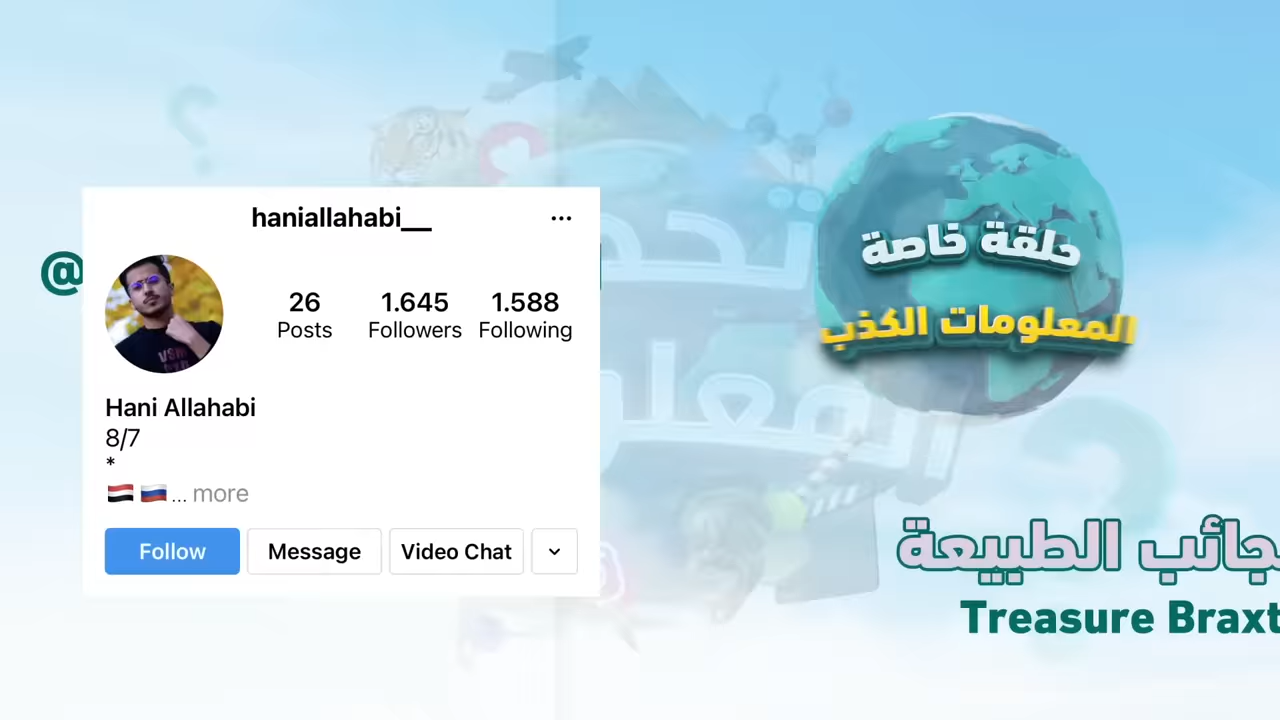 haniallahabi__
...
@
26 1.645 1.588
Posts Followers Following
Hani Allahabi
8/7
*
... more
Follow Message Video Chat
حلقة خاصة
المعلومات الكذب
جائب الطبيعة
Treasure Braxt